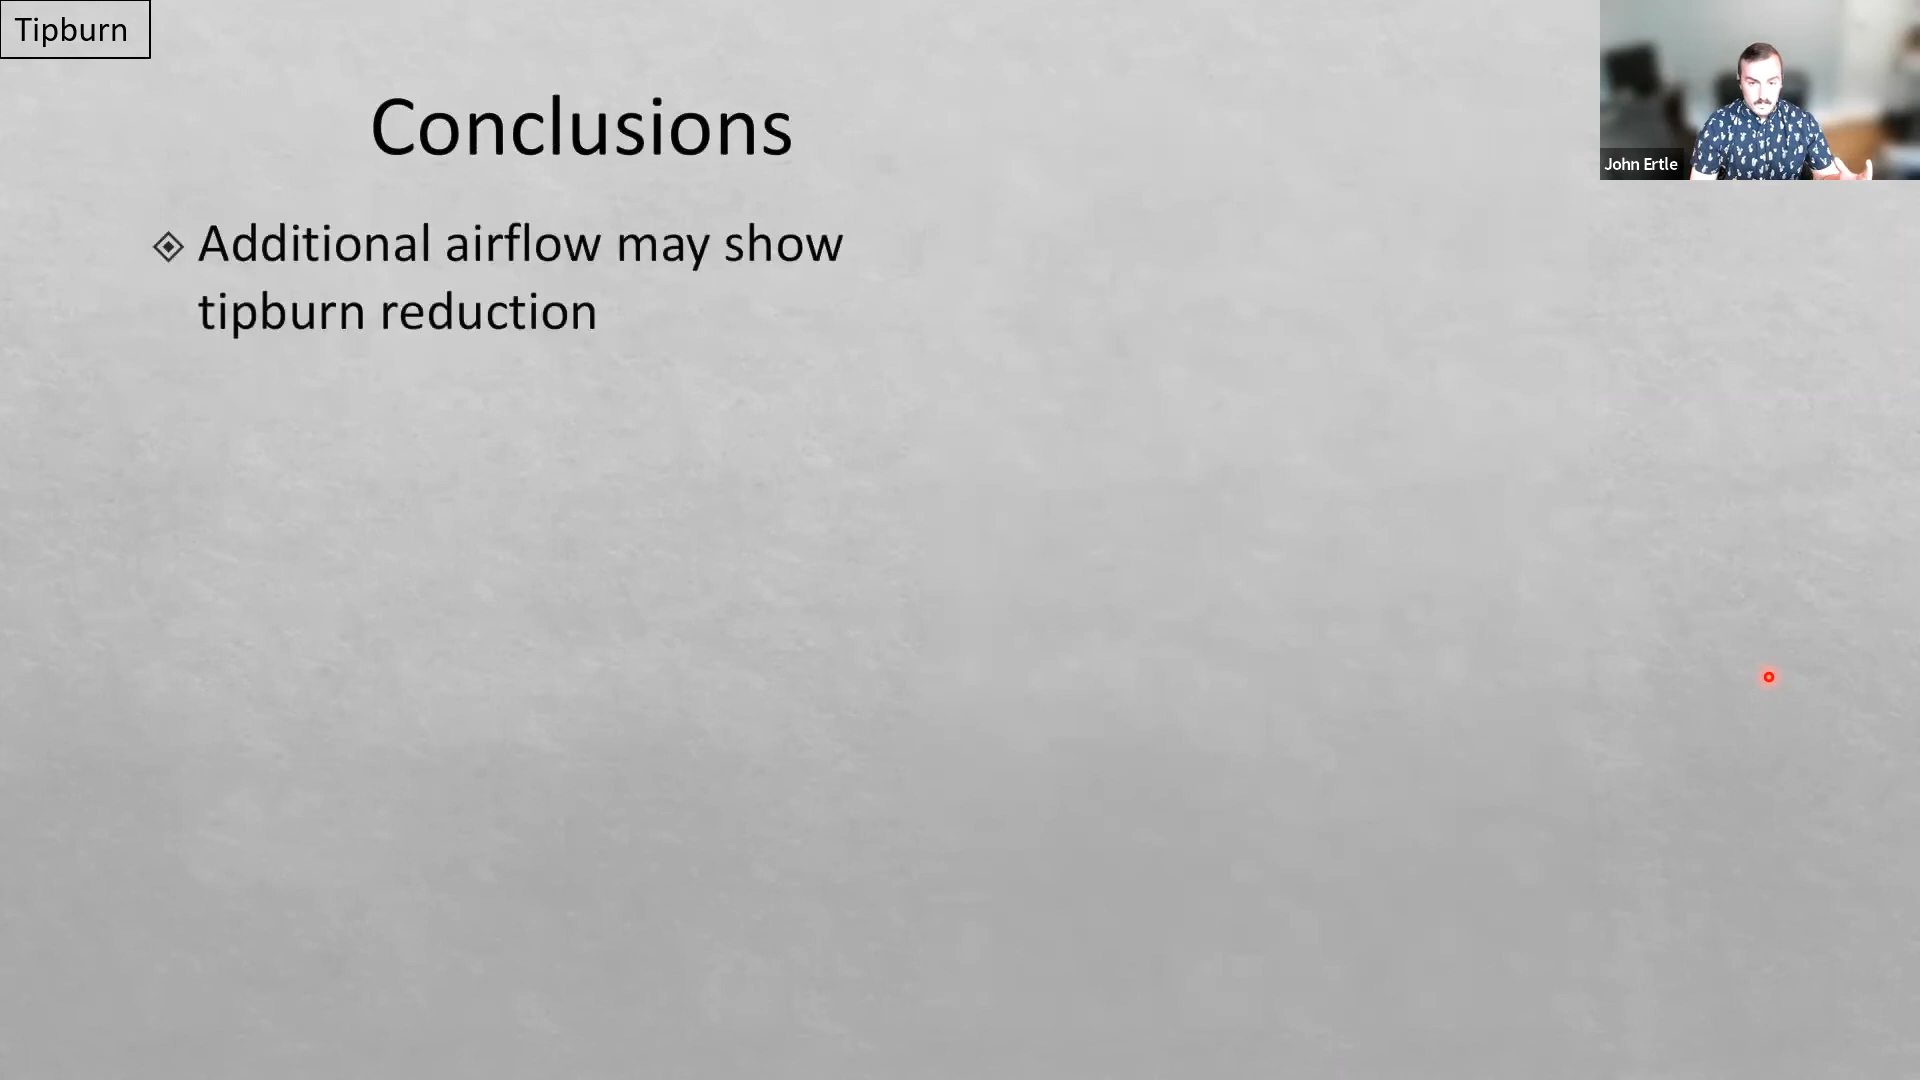 Tipburn
John Ertle
Conclusions
Additional airflow may show
tipburn reduction